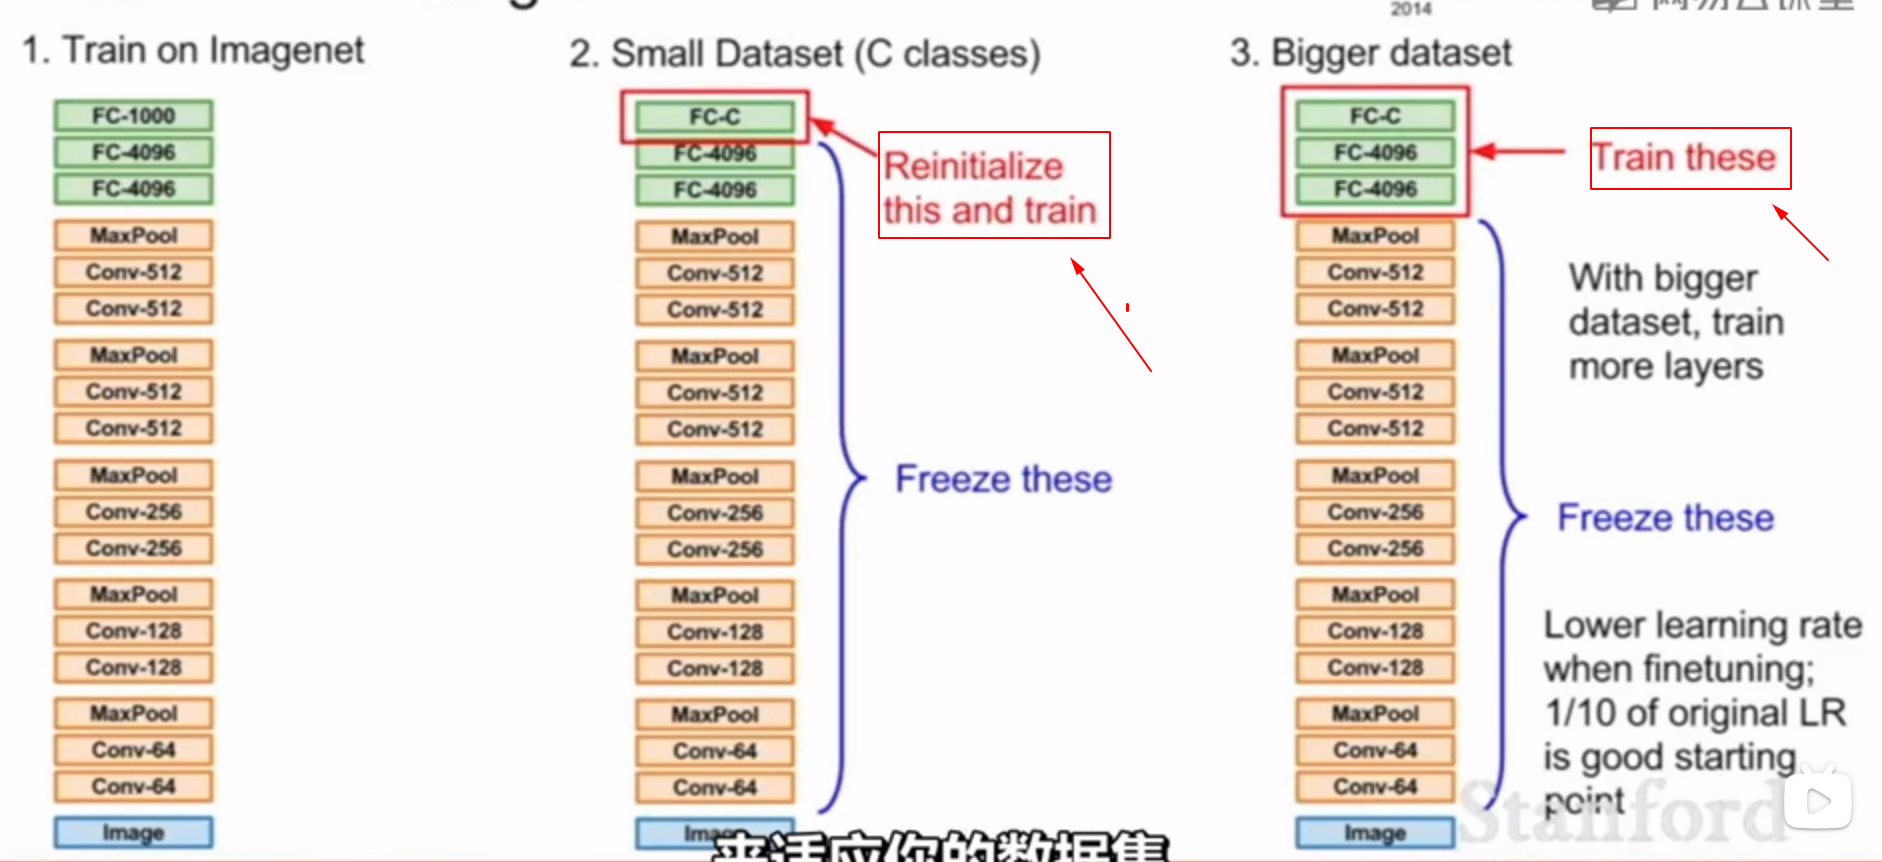 2014
1. Train on Imagenet
FC-1000
FC-4096
FC-4096
MaxPool
Conv-512
Conv-512
MaxPool
Conv-512
Conv-512
MaxPool
Conv-256
Conv-256
MaxPool
Conv-128
Conv-128
MaxPool
Conv-64
Conv-64
Image
2. Small Dataset (C classes)
FC-C
FC-4096
FC-4096
MaxPool
Conv-512
Conv-512
MaxPool
Conv-512
Conv-512
MaxPool
Conv-256
Conv-256
MaxPool
Conv-128
Conv-128
MaxPool
Conv-64
Conv-64
Image
Reinitialize
this and train
Freeze these
3. Bigger dataset
FC-C
FC-4096
FC-4096
MaxPool
Conv-512
Conv-512
MaxPool
Conv-512
Conv-512
MaxPool
Conv-256
Conv-256
MaxPool
Conv-128
Conv-128
MaxPool
Conv-64
Conv-64
Image
Train these
With bigger
dataset, train
more layers
Freeze these
Lower learning rate
when finetuning;
1/10 of original LR
is good starting
point
Stanford
来适应你的数据集